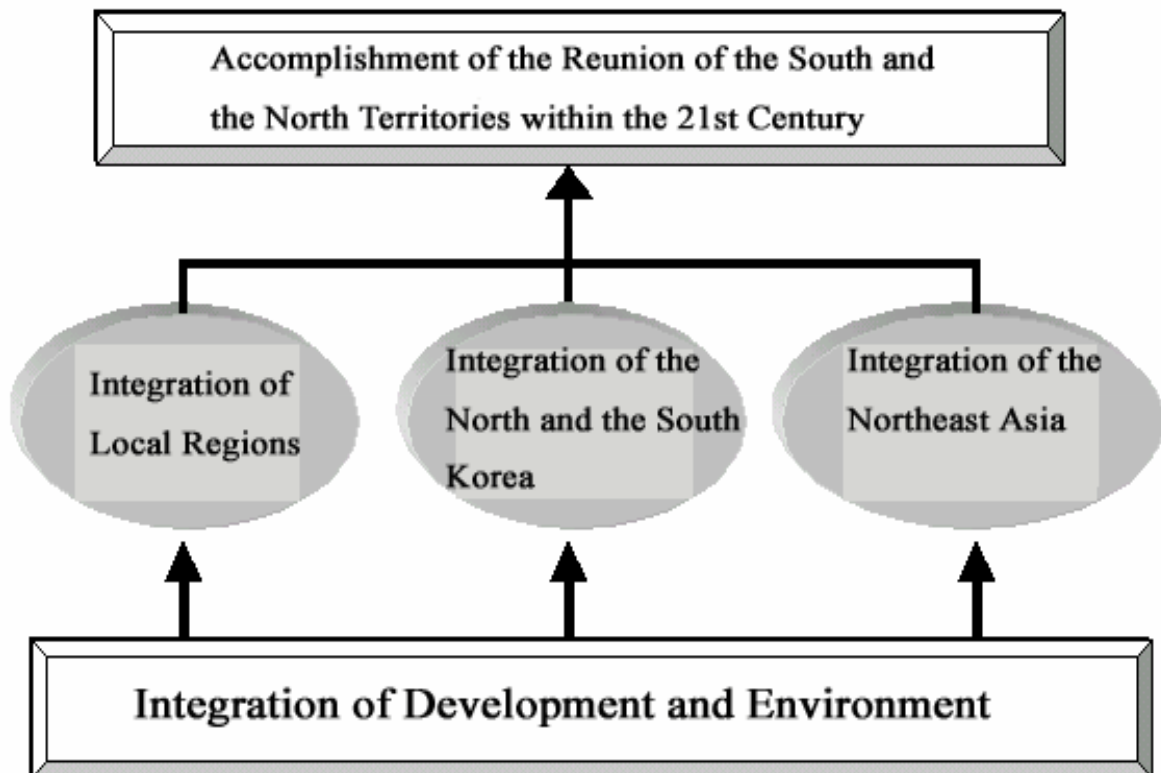 Accomplishment of the Reunion of the South and
the North Territories within the 21st Century
Integration of
Local Regions
Integration of the
North and the South
Korea
Integration of the
Northeast Asia
Integration of Development and Environment